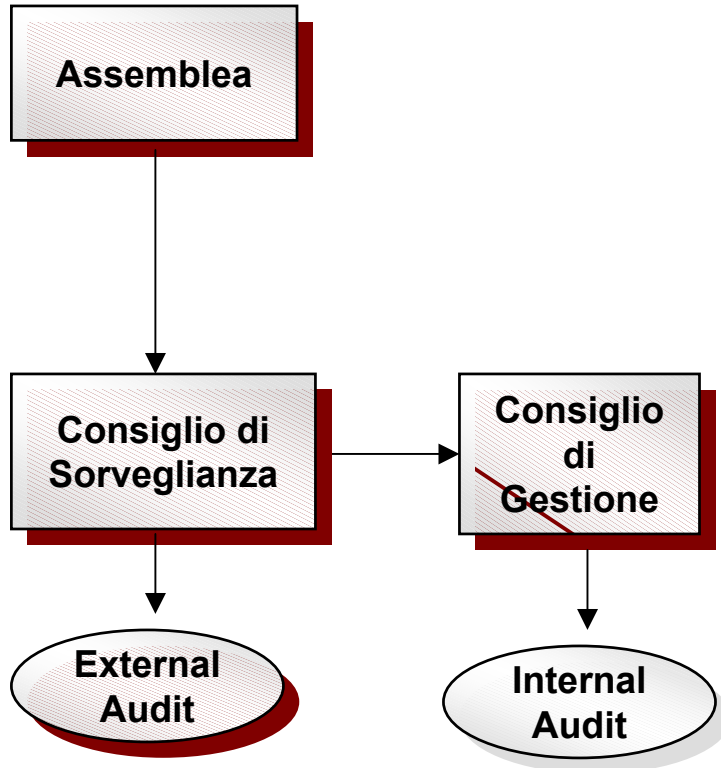 Assemblea
Consiglio di
Sorveglianza
Consiglio
di
Gestione
External
Audit
Internal
Audit